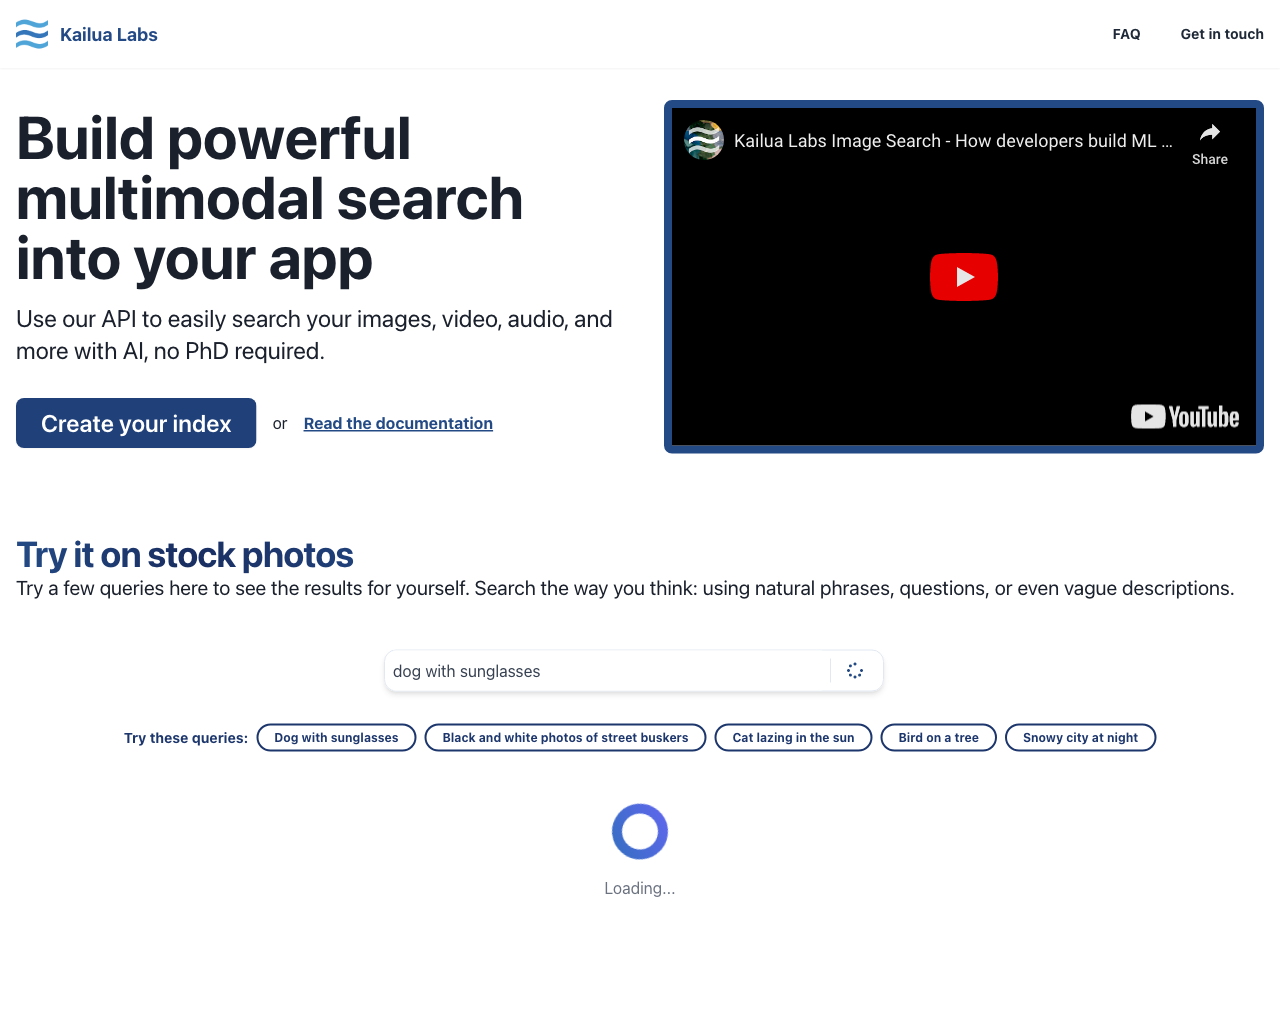 Kailua Labs
FAQ
Get in touch
Build powerful
multimodal search
into your app
Use our API to easily search your images, video, audio, and
more with AI, no PhD required.
Create your index
or
Read the documentation
Kailua Labs Image Search - How developers build ML ...
Share
YouTube
Try it on stock photos
Try a few queries here to see the results for yourself. Search the way you think: using natural phrases, questions, or even vague descriptions.
dog with sunglasses
Try these queries:
Dog with sunglasses
Black and white photos of street buskers
Cat lazing in the sun
Bird on a tree
Snowy city at night
Loading...